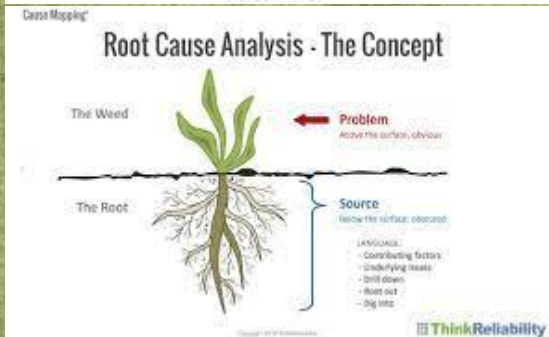 Cause Mapping®
Root Cause Analysis - The Concept
The Weed
Problem
Above the surface, obvious
The Root
Source
Below the surface, obscured
LANGUAGE:
- Contributing factors
- Underlying issues
- Drill down
- Root out
- Dig into
ThinkReliability